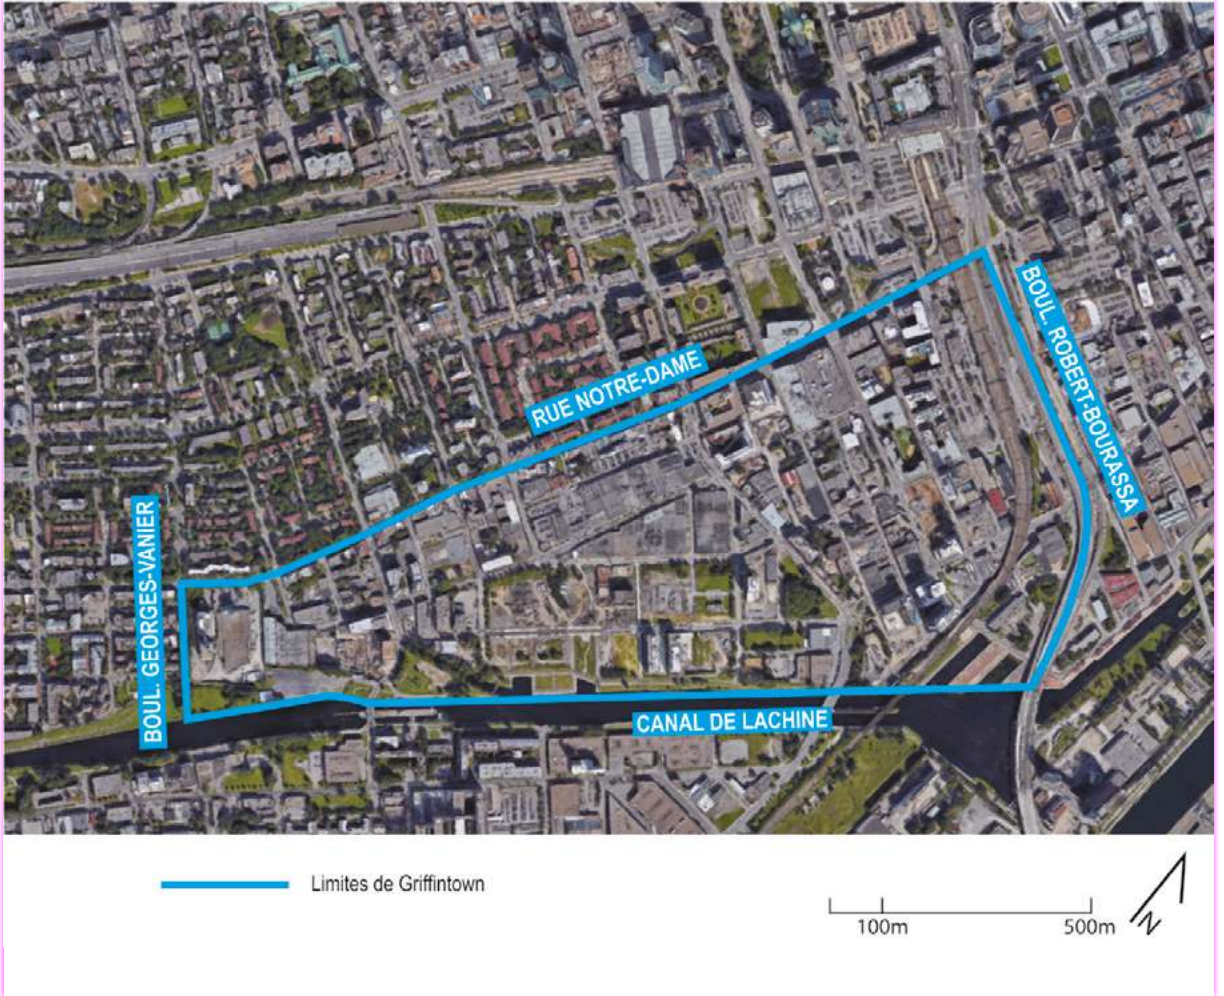 BOUL. ROBERT-BOURASSA
RUE NOTRE-DAME
BOUL. GEORGES-VANIER
CANAL DE LACHINE
Limites de Griffintown
100m
500m
N